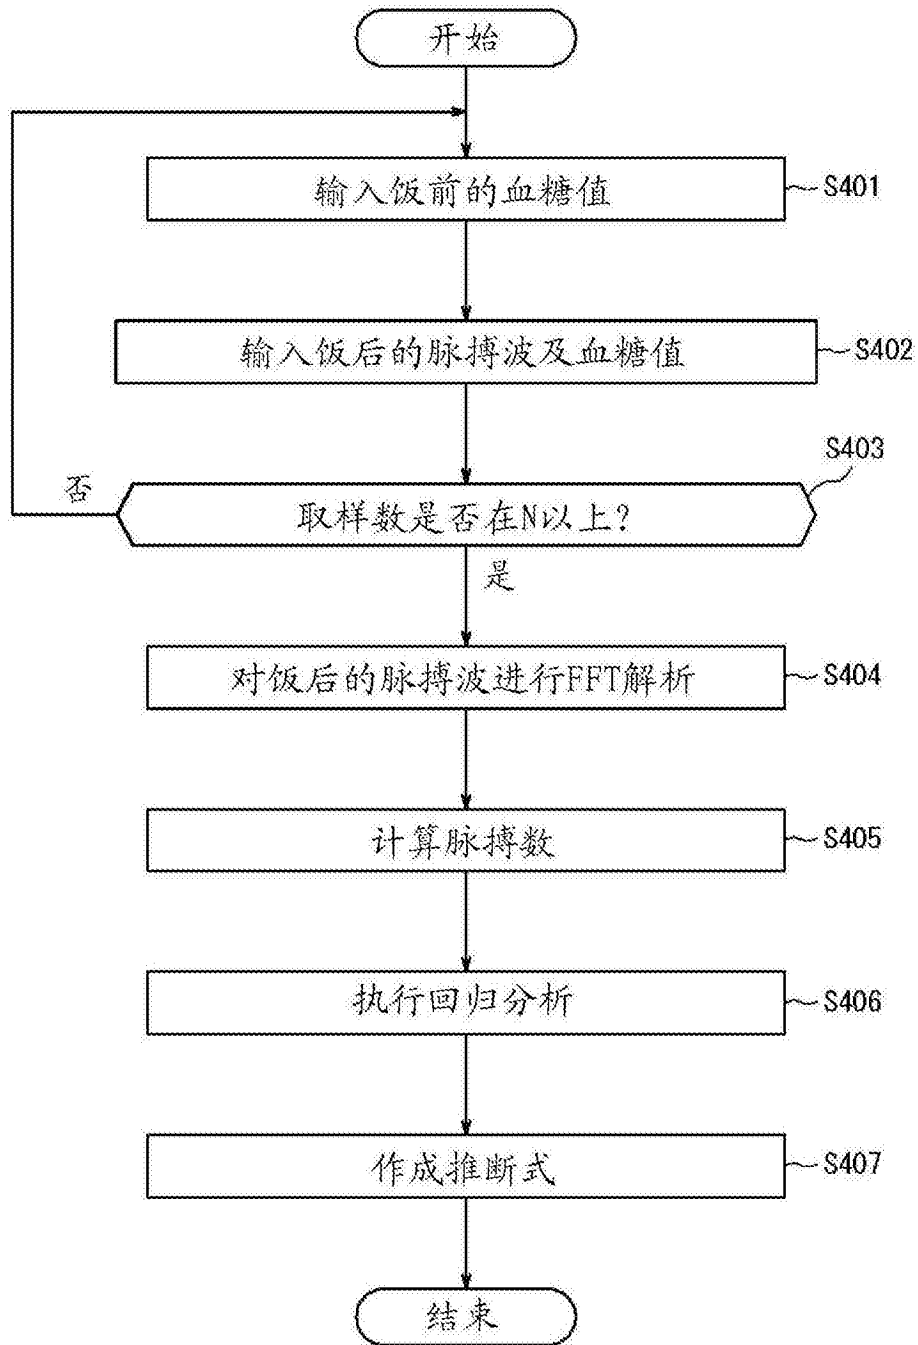 开始
输入饭前的血糖值
S401
输入饭后的脉搏波及血糖值
S402
S403
否
取样数是否在N以上?
是
对饭后的脉搏波进行FFT解析
S404
计算脉搏数
S405
执行回归分析
S406
作成推断式
S407
结束